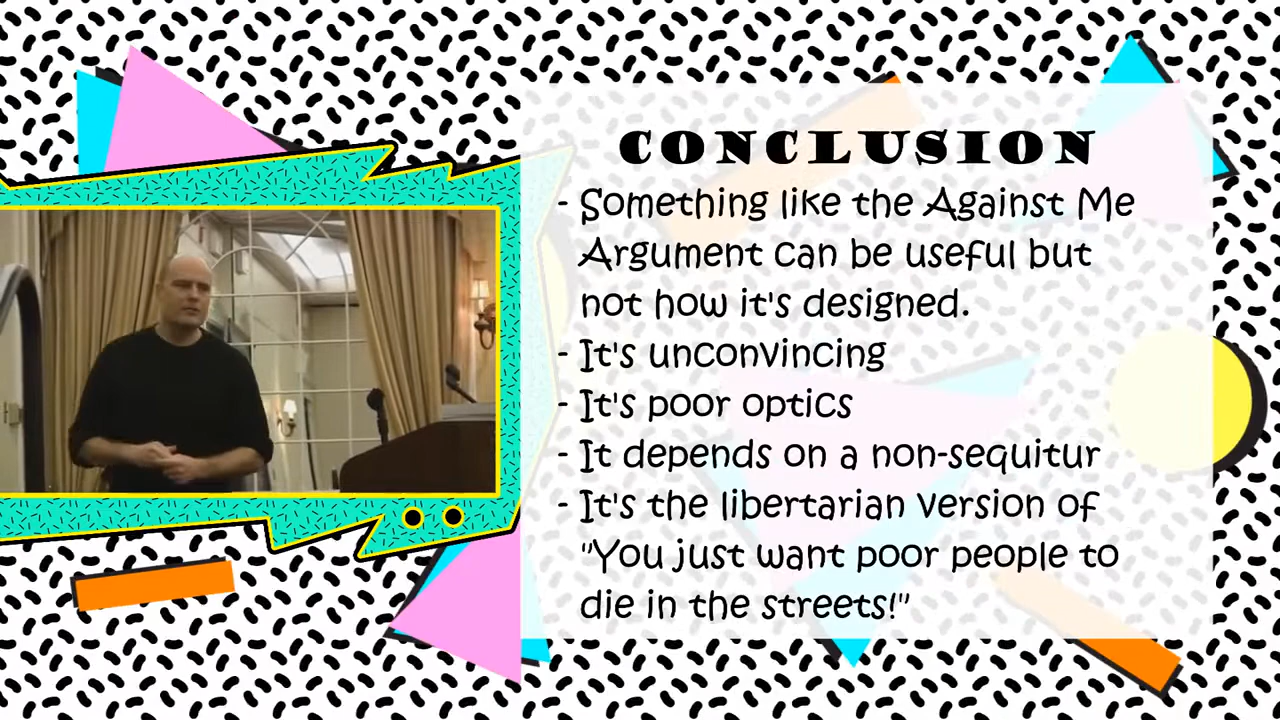 CONCLUSION
- Something like the Against Me
Argument can be useful but
not how it's designed.
- It's unconvincing
- It's poor optics
- It depends on a non-sequitur
- It's the libertarian version of
"You just want poor people to
die in the streets!"